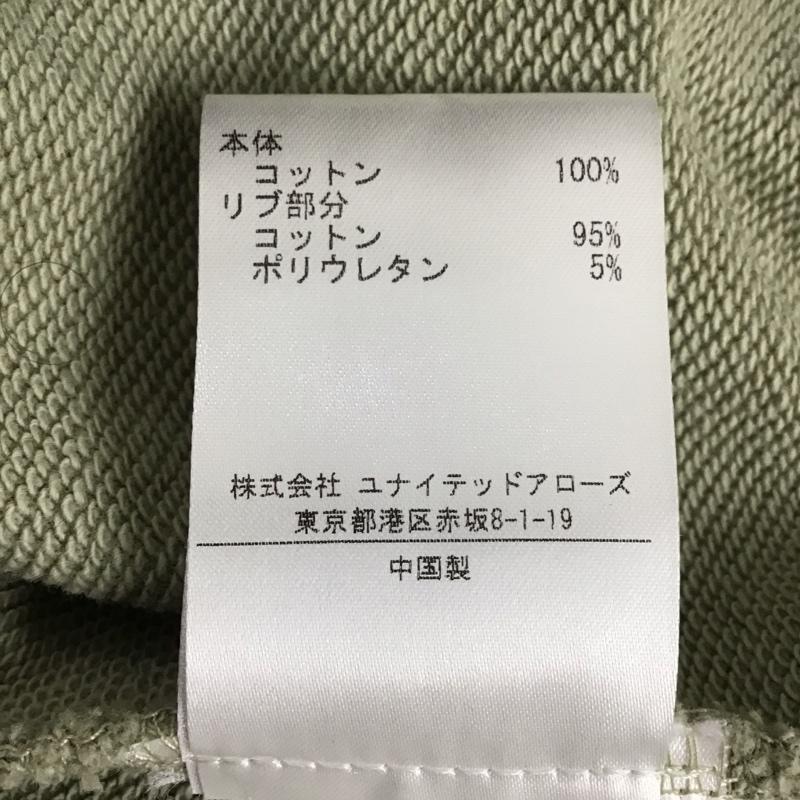 本体
コットン 100%
リブ部分
コットン 95%
ポリウレタン 5%
株式会社 ユナイテッドアローズ
東京都港区赤坂8-1-19
中国製